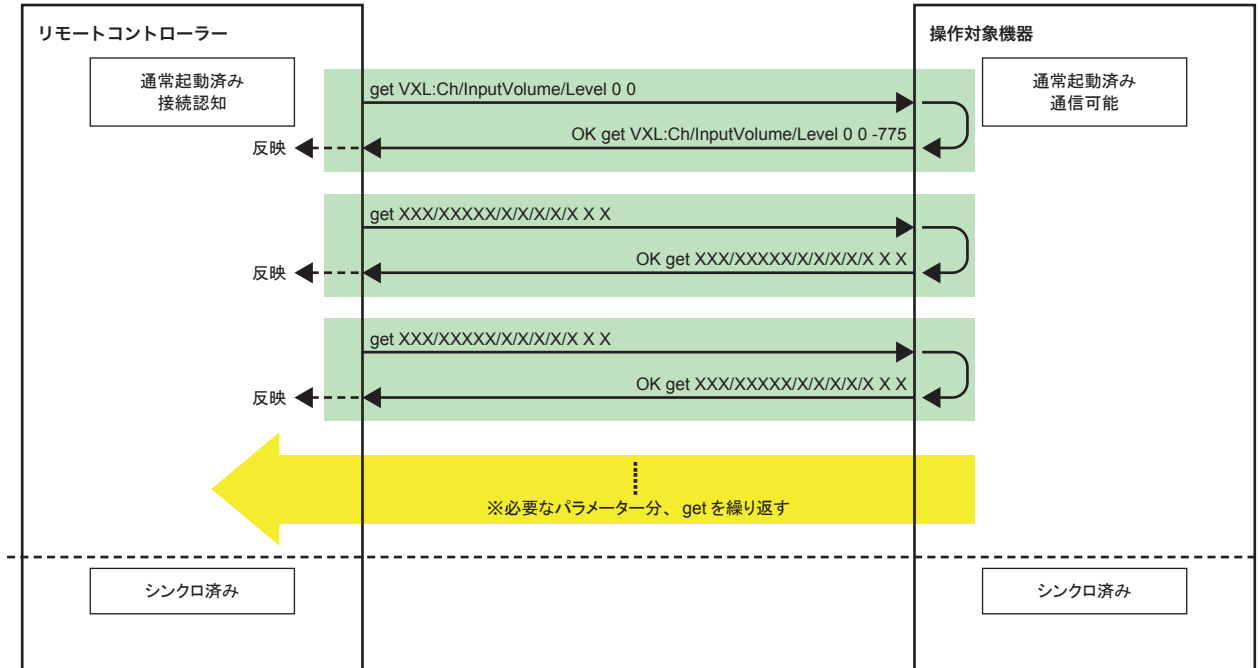 リモートコントローラー
操作対象機器
通常起動済み
接続認知
通常起動済み
通信可能
get VXL:Ch/InputVolume/Level 0 0
OK get VXL:Ch/InputVolume/Level 0 0 -775
反映
get XXX/XXXXX/X/X/X/X/X X X
OK get XXX/XXXXX/X/X/X/X/X X X
反映
get XXX/XXXXX/X/X/X/X/X X X
OK get XXX/XXXXX/X/X/X/X/X X X
反映
※必要なパラメーター分、get を繰り返す
シンクロ済み
シンクロ済み